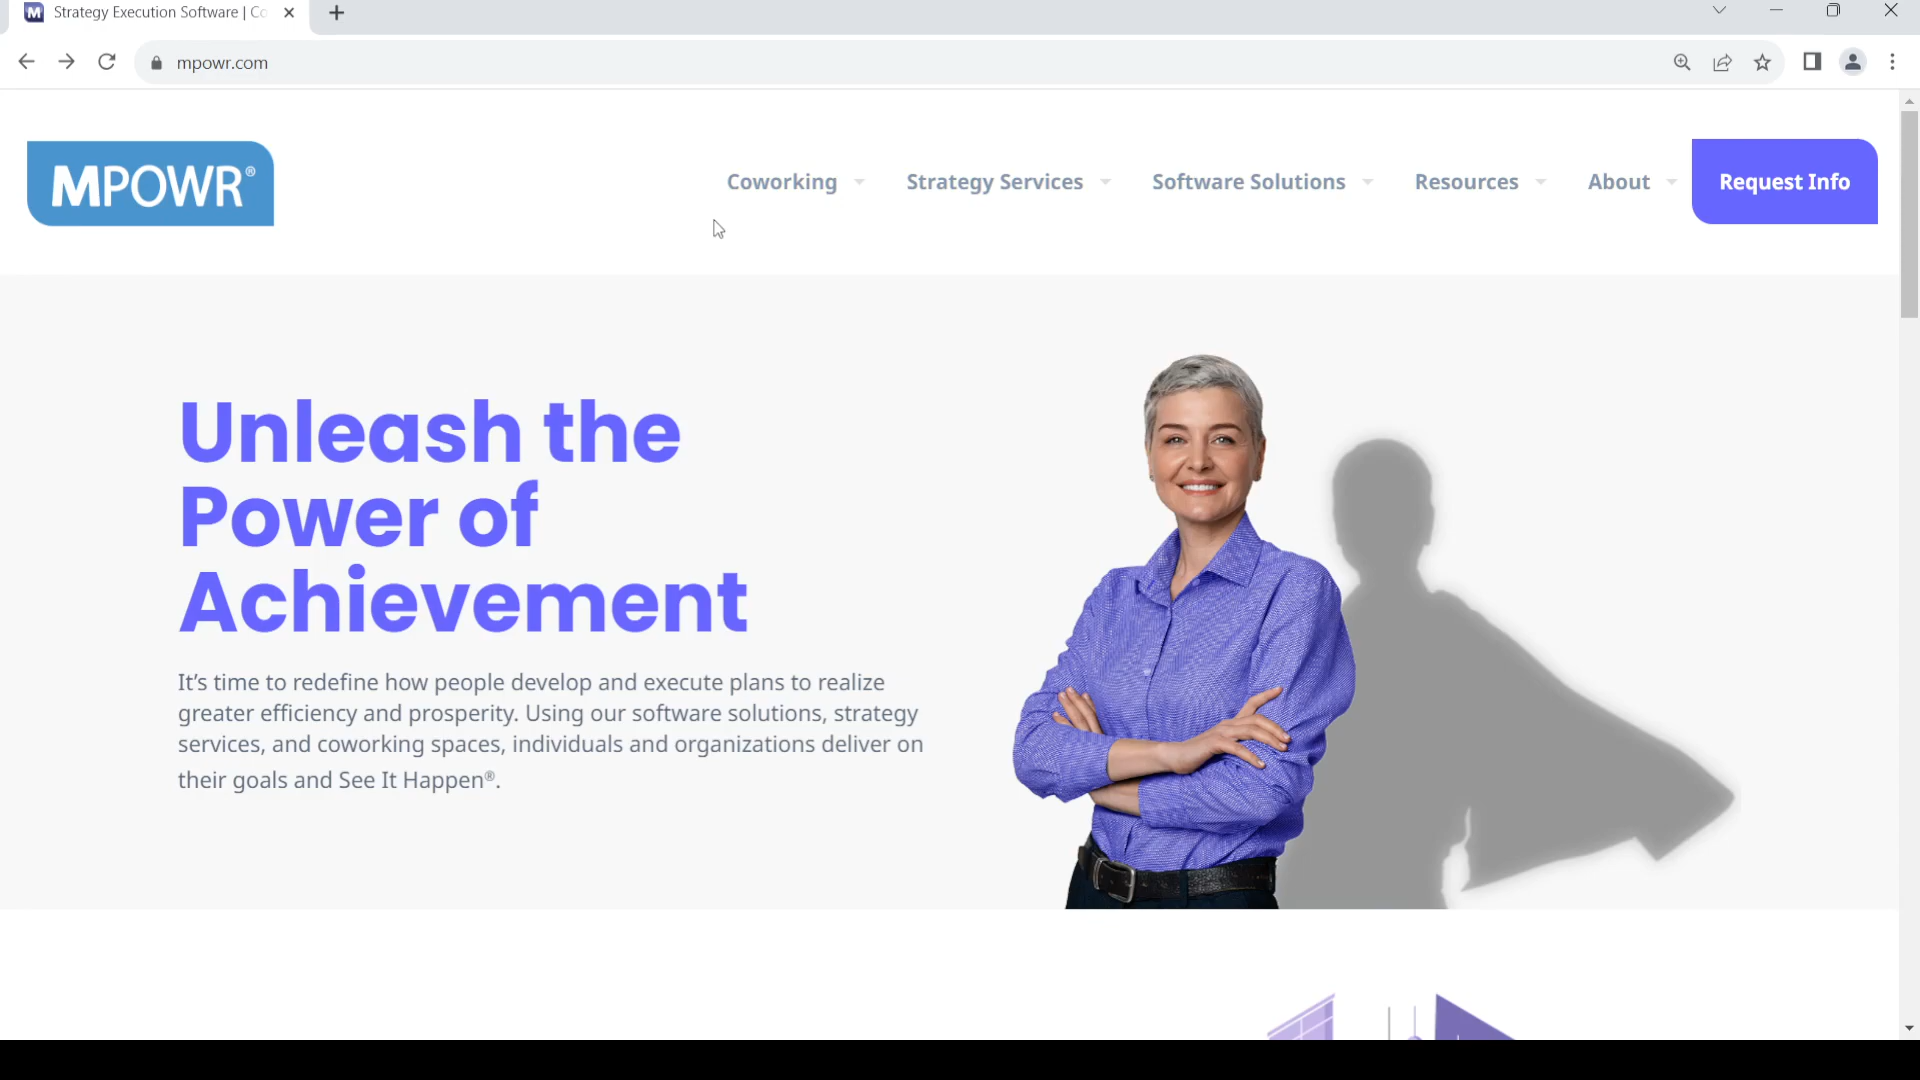 M Strategy Execution Software | Co
mpowr.com
MPOWR®
Coworking
Strategy Services
Software Solutions
Resources
About
Request Info
Unleash the
Power of
Achievement
It's time to redefine how people develop and execute plans to realize
greater efficiency and prosperity. Using our software solutions, strategy
services, and coworking spaces, individuals and organizations deliver on
their goals and See It Happen®.